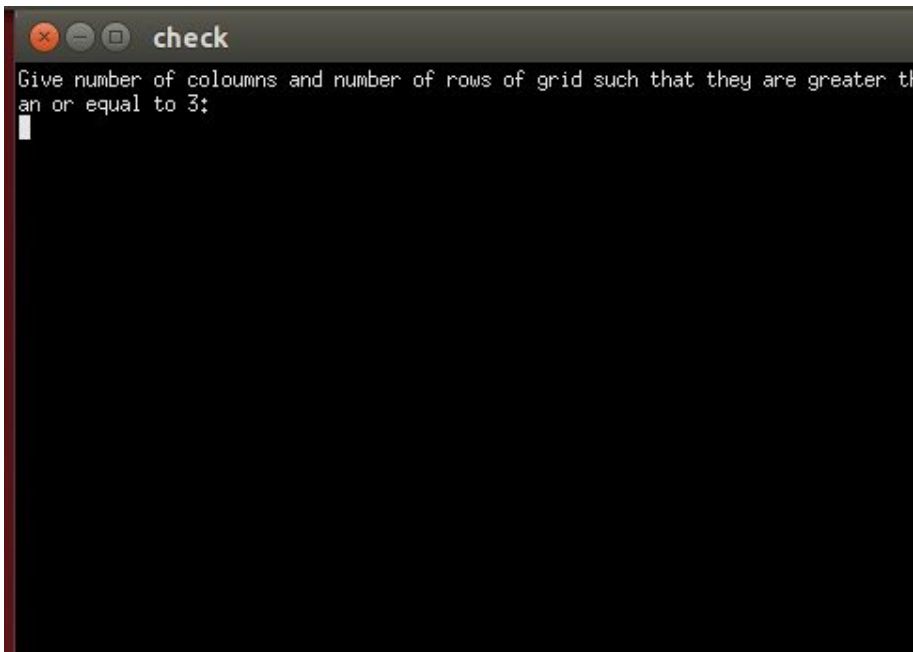 check
Give number of coloumns and number of rows of grid such that they are greater th
an or equal to 3: